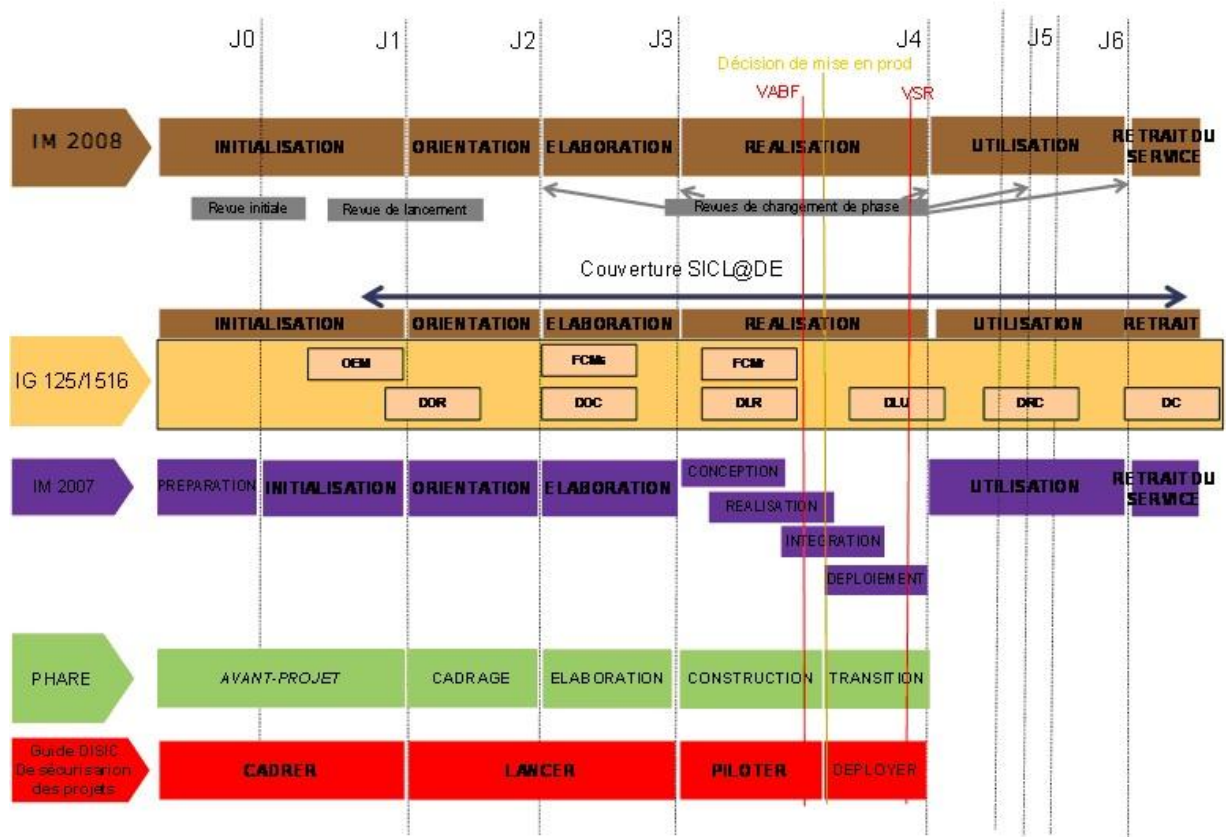 J0 J1 J2 J3 J4 J5 J6
Décision de mise en prod
VABF VSR
IM 2008
INITIALISATION ORIENTATION ELABORATION REALISATION UTILISATION RETRAIT DU
SERVICE
Revue initiale Revue de lancement Revues de changement de phase
Couverture SICL@DE
INITIALISATION ORIENTATION ELABORATION REALISATION UTILISATION RETRAIT
IG 125/1516
OEM FCMs FCMr
DOR DOC DLR DLU DRC DC
IM 2007
PREPARATION INITIALISATION ORIENTATION ELABORATION CONCEPTION UTILISATION RETRAIT DU
SERVICE
REALISATION
INTEGRATION
DEPLOIEMENT
PHARE
AVANT-PROJET CADRAGE ELABORATION CONSTRUCTION TRANSITION
Guide DISIC
De sécurisarion
des projets
CADRER LANCER PILOTER DEPLOYER